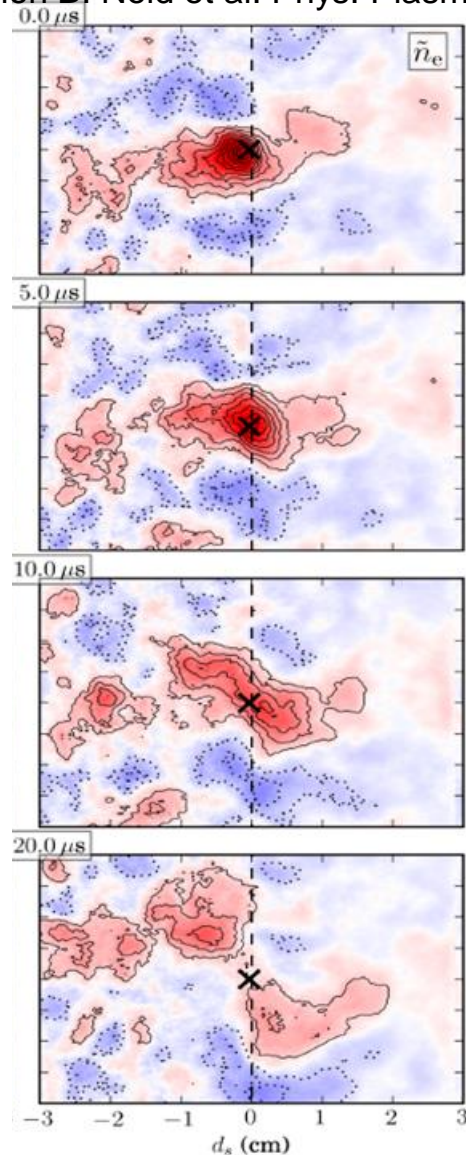 D. Nold et al. Phys. Plasm
0.0 μs
ñₑ
5.0 μs
10.0 μs
20.0 μs
−3 −2 −1 0 1 2 3
dₛ (cm)